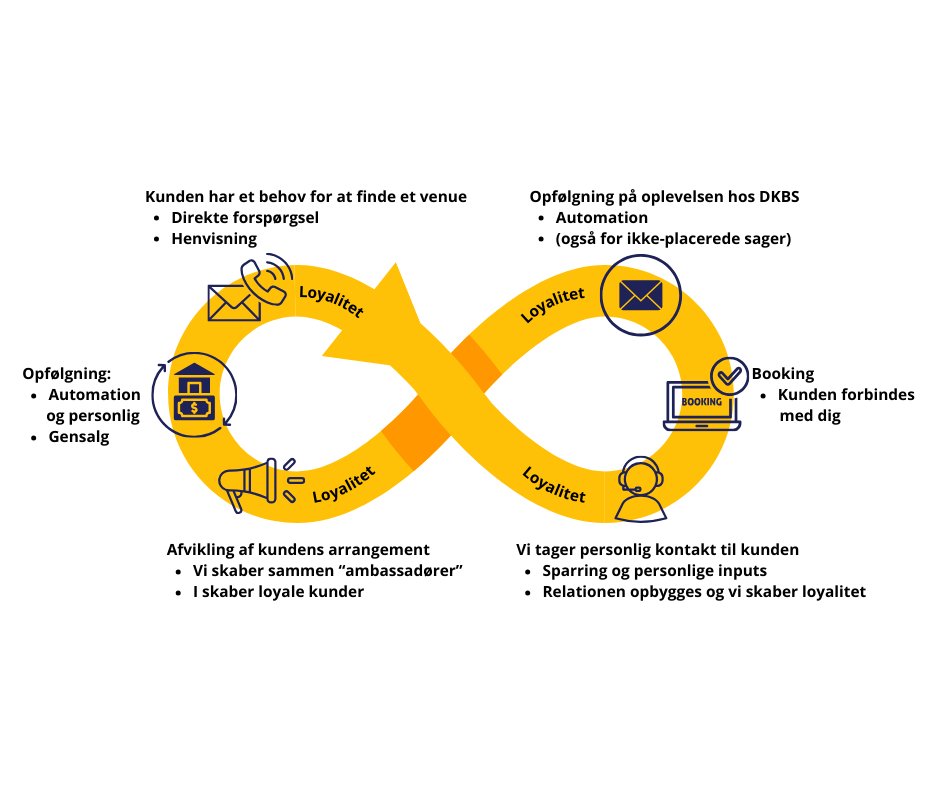 Kunden har et behov for at finde et venue
• Direkte forspørgsel
• Henvisning
Opfølgning på oplevelsen hos DKBS
• Automation
• (også for ikke-placerede sager)
Loyalitet
Loyalitet
Opfølgning:
• Automation
og personlig
• Gensalg
$
BOOKING
Booking
• Kunden forbindes
med dig
Loyalitet
Loyalitet
Afvikling af kundens arrangement
• Vi skaber sammen “ambassadører”
• I skaber loyale kunder
Vi tager personlig kontakt til kunden
• Sparring og personlige inputs
• Relationen opbygges og vi skaber loyalitet